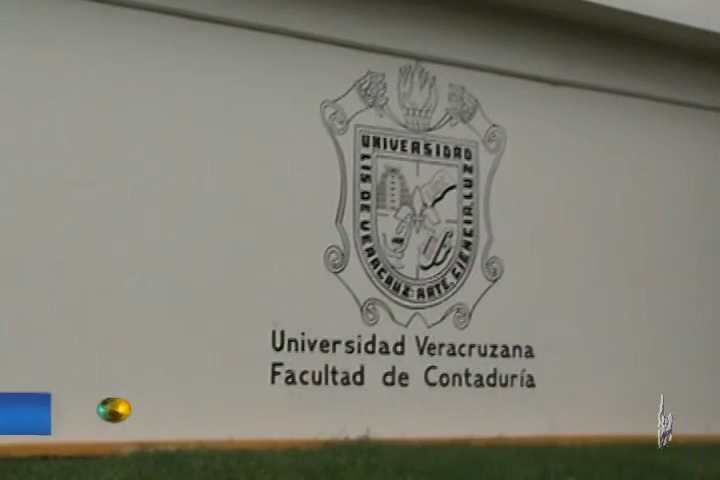 UNIVERSIDAD
LIS DE VERACRUZ: ARTE, CIENCIA, LUZ
Universidad Veracruzana
Facultad de Contaduría